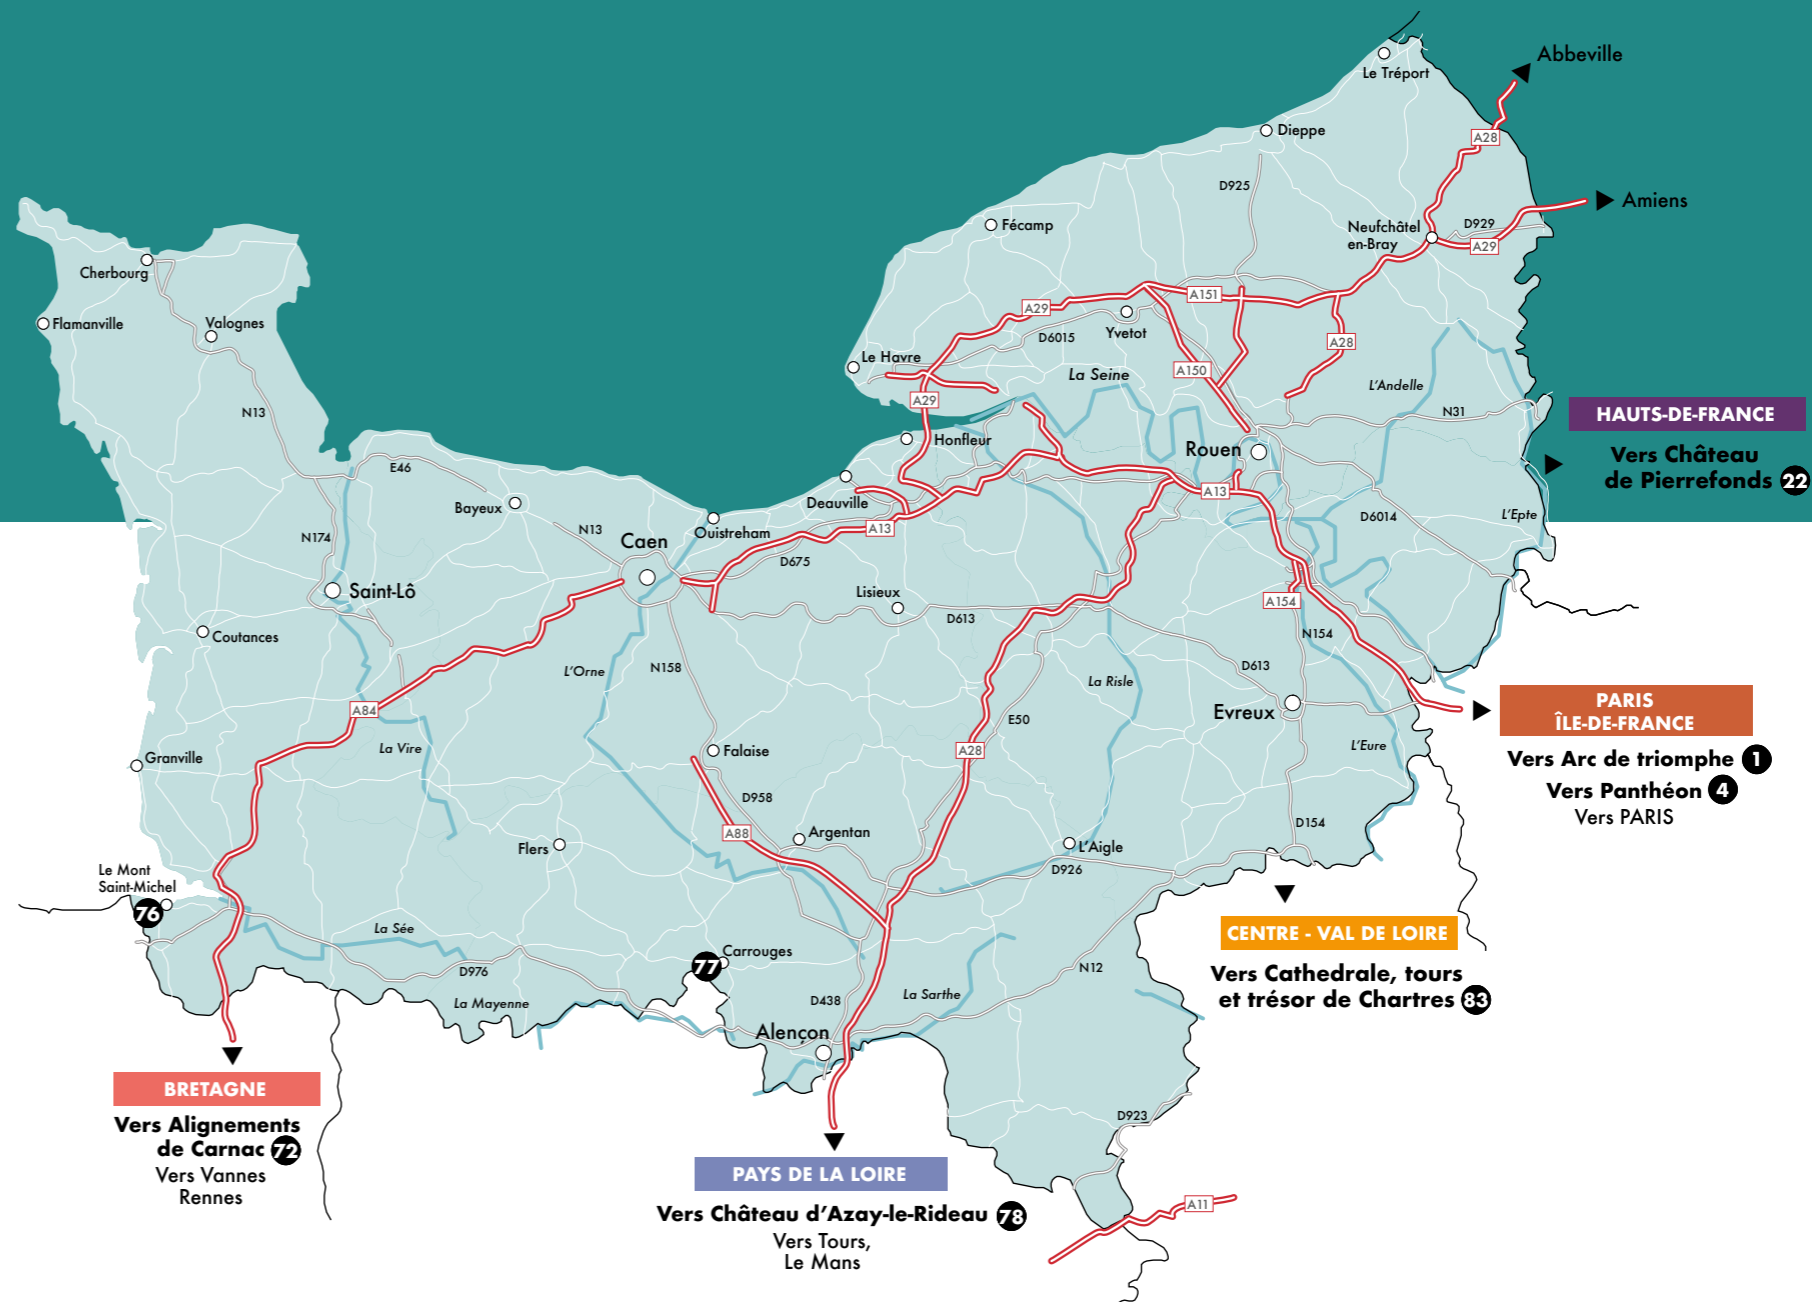 Abbeville
Le Tréport
Dieppe
A28
D925
Amiens
Neufchâtel
en-Bray
D929
A29
Fécamp
Cherbourg
Flamanville
Valognes
A29
A151
Yvetot
D6015
A28
Le Havre
La Seine
A150
L'Andelle
A29
N31
N13
HAUTS-DE-FRANCE
Honfleur
Rouen
Vers Château
de Pierrefonds 22
E46
Bayeux
Deauville
A13
D6014
L'Epte
Ouistreham
A13
N13
N174
Caen
D675
Saint-Lô
Lisieux
A154
D613
N154
Coutances
L'Orne
N158
D613
La Risle
A84
Evreux
E50
PARIS
ÎLE-DE-FRANCE
La Vire
Falaise
A28
L'Eure
Granville
Vers Arc de triomphe 1
Vers Panthéon 4
Vers PARIS
D958
A88
Argentan
D154
Flers
L'Aigle
D926
Le Mont
Saint-Michel
76
La Sée
CENTRE - VAL DE LOIRE
Carrouges
77
D976
N12
Vers Cathedrale, tours
et trésor de Chartres 83
La Mayenne
D438
La Sarthe
Alençon
BRETAGNE
Vers Alignements
de Carnac 72
Vers Vannes
Rennes
D923
PAYS DE LA LOIRE
Vers Château d'Azay-le-Rideau 78
Vers Tours,
Le Mans
A11